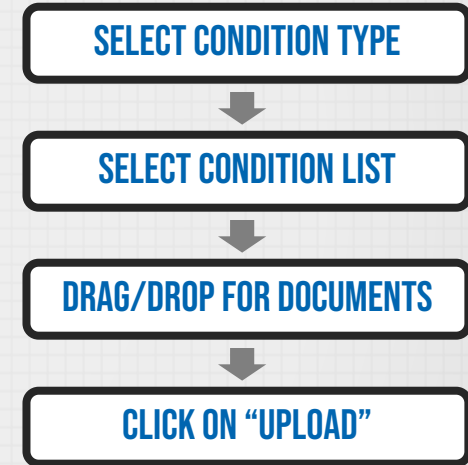 SELECT CONDITION TYPE
SELECT CONDITION LIST
DRAG/DROP FOR DOCUMENTS
CLICK ON “UPLOAD”